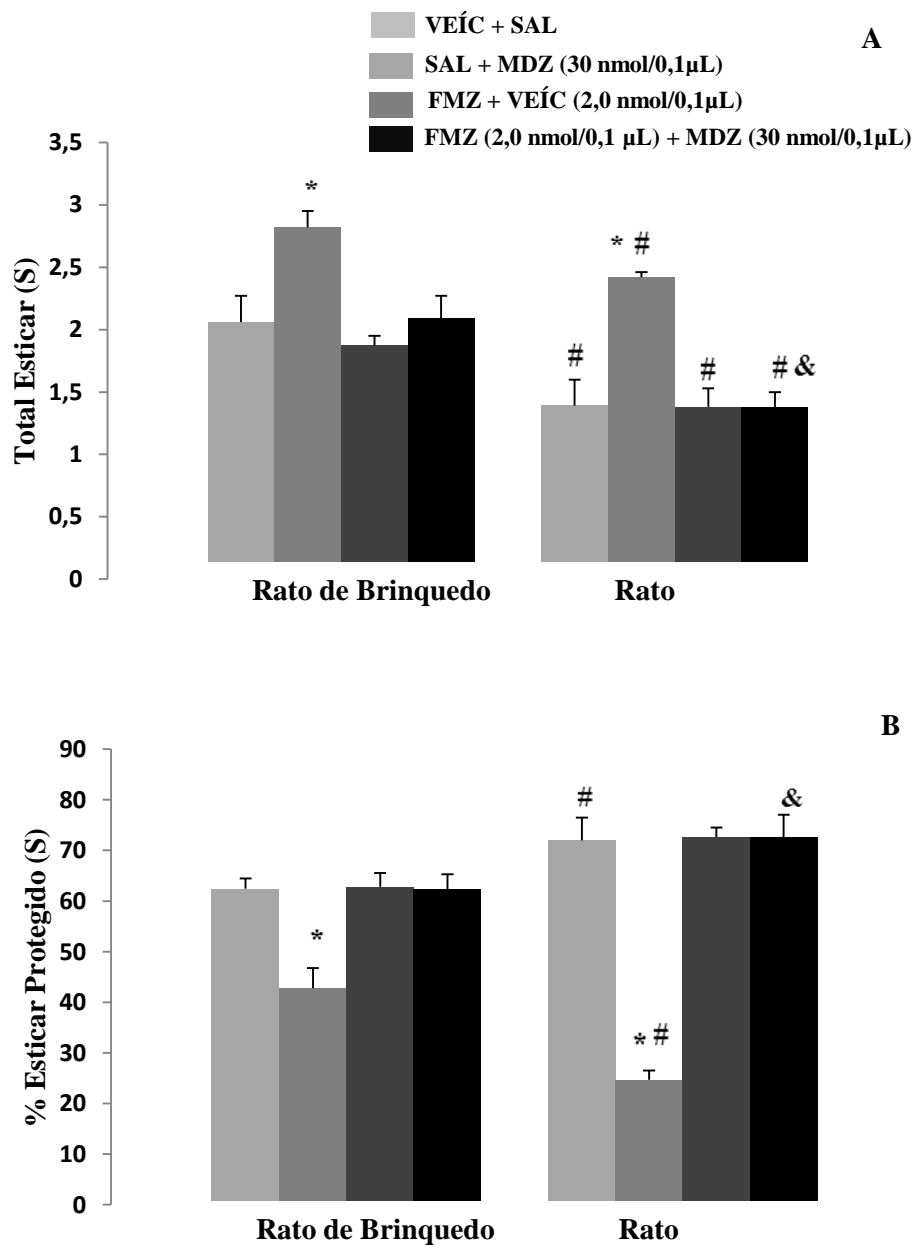 VEÍC + SAL
A
SAL + MDZ (30 nmol/0,1µL)
FMZ + VEÍC (2,0 nmol/0,1µL)
FMZ (2,0 nmol/0,1 µL) + MDZ (30 nmol/0,1µL)
Total Esticar (S)
3,5
3
2,5
2
1,5
1
0,5
0
*
* #
#
#
# &
Rato de Brinquedo
Rato
B
% Esticar Protegido (S)
90
80
70
60
50
40
30
20
10
0
*
#
* #
&
Rato de Brinquedo
Rato